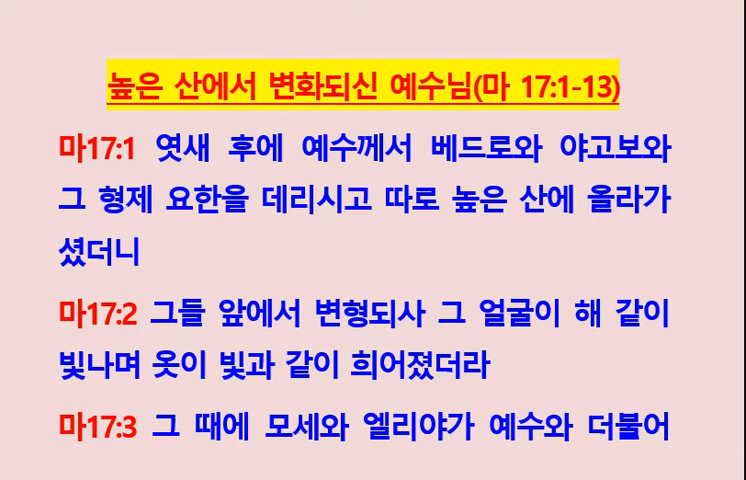 높은 산에서 변화되신 예수님(마 17:1-13)
마17:1 엿새 후에 예수께서 베드로와 야고보와
그 형제 요한을 데리시고 따로 높은 산에 올라가
셨더니
마17:2 그들 앞에서 변형되사 그 얼굴이 해 같이
빛나며 옷이 빛과 같이 희어졌더라
마17:3 그 때에 모세와 엘리야가 예수와 더불어